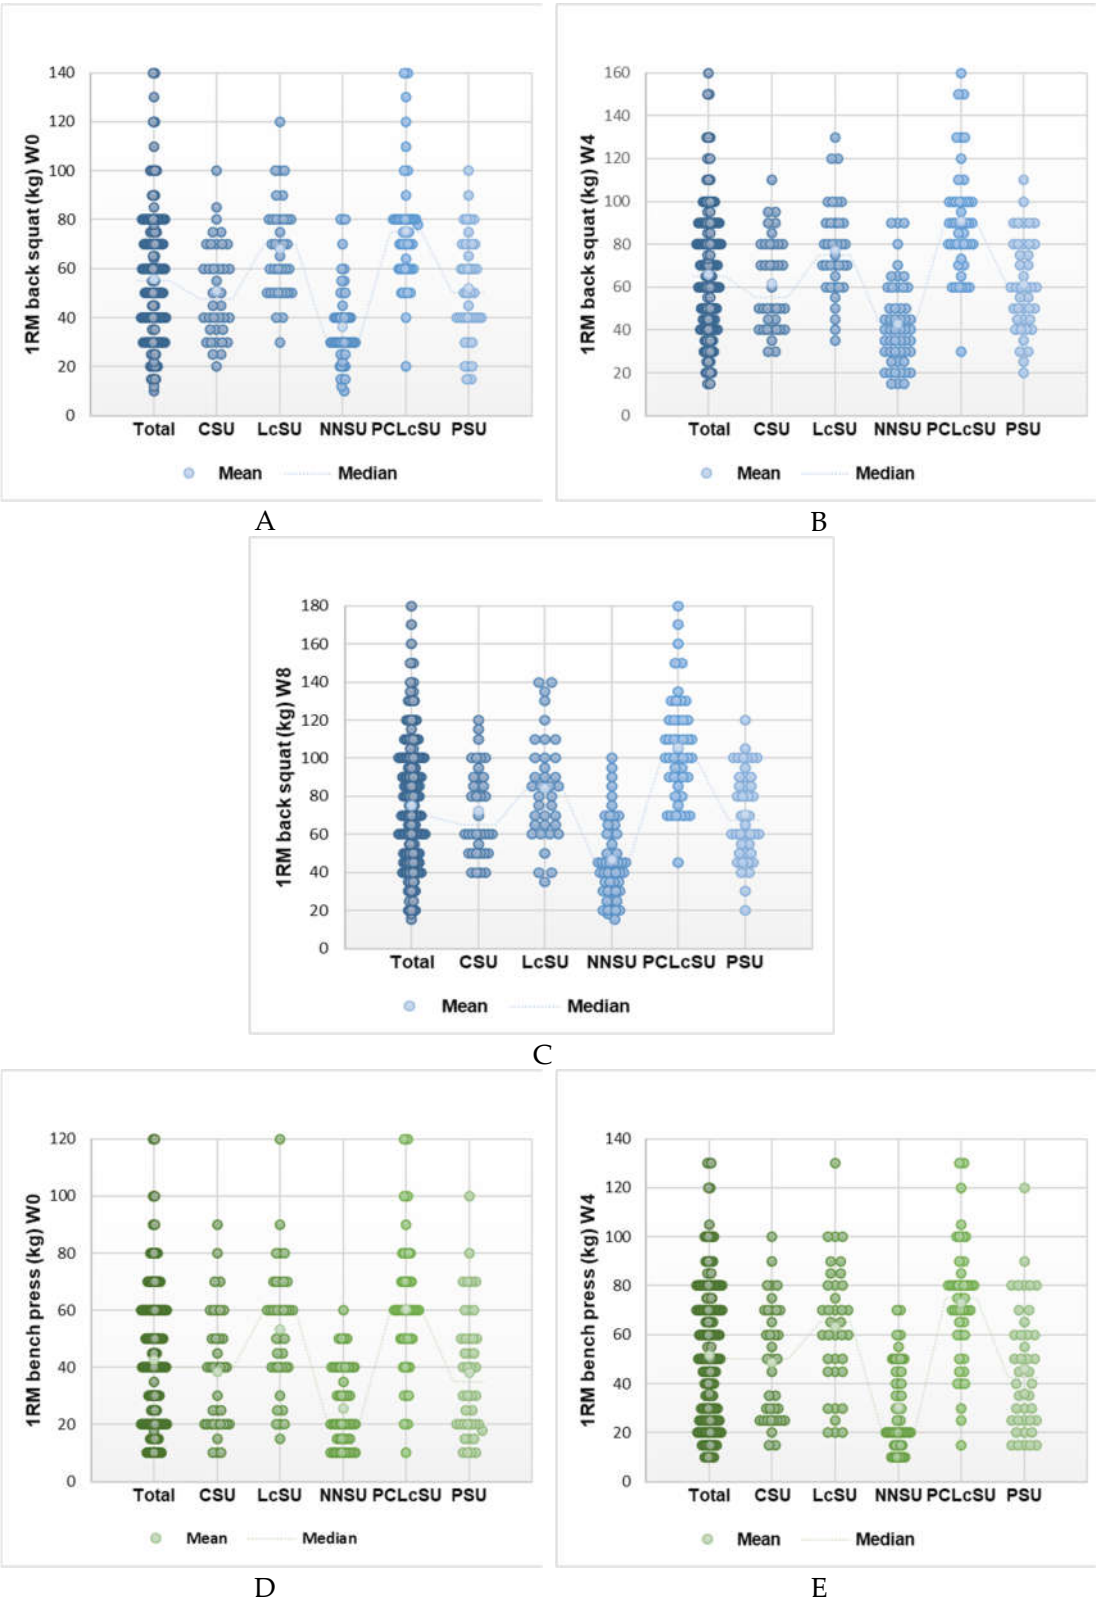 1RM back squat (kg) W0
140
120
100
80
60
40
20
0
Total CSU LcSU NNSU PCLcSU PSU
Mean Median
A
1RM back squat (kg) W4
160
140
120
100
80
60
40
20
0
Total CSU LcSU NNSU PCLcSU PSU
Mean Median
B
1RM back squat (kg) W8
180
160
140
120
100
80
60
40
20
0
Total CSU LcSU NNSU PCLcSU PSU
Mean Median
C
1RM bench press (kg) W0
120
100
80
60
40
20
0
Total CSU LcSU NNSU PCLcSU PSU
Mean Median
D
1RM bench press (kg) W4
140
120
100
80
60
40
20
0
Total CSU LcSU NNSU PCLcSU PSU
Mean Median
E